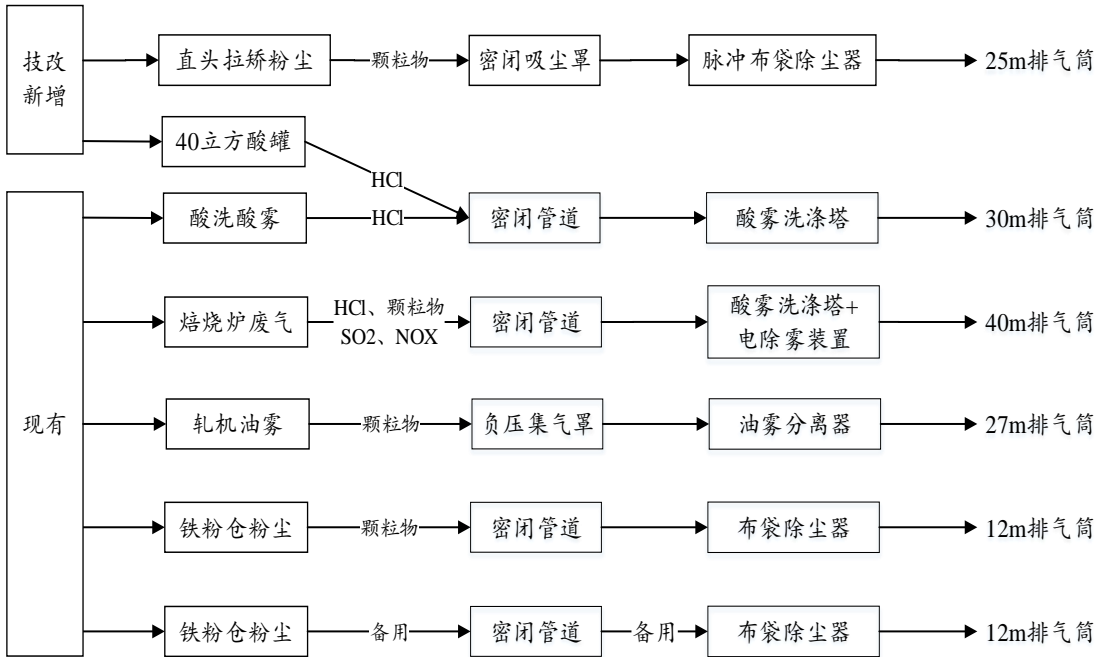 技改
新增
直头拉矫粉尘
颗粒物
密闭吸尘罩
脉冲布袋除尘器
25m排气筒
40立方酸罐
HCl
酸洗酸雾
HCl
密闭管道
酸雾洗涤塔
30m排气筒
现有
焙烧炉废气
HCl、颗粒物
SO2、NOX
密闭管道
酸雾洗涤塔+
电除雾装置
40m排气筒
轧机油雾
颗粒物
负压集气罩
油雾分离器
27m排气筒
铁粉仓粉尘
颗粒物
密闭管道
布袋除尘器
12m排气筒
铁粉仓粉尘
备用
密闭管道
备用
布袋除尘器
12m排气筒